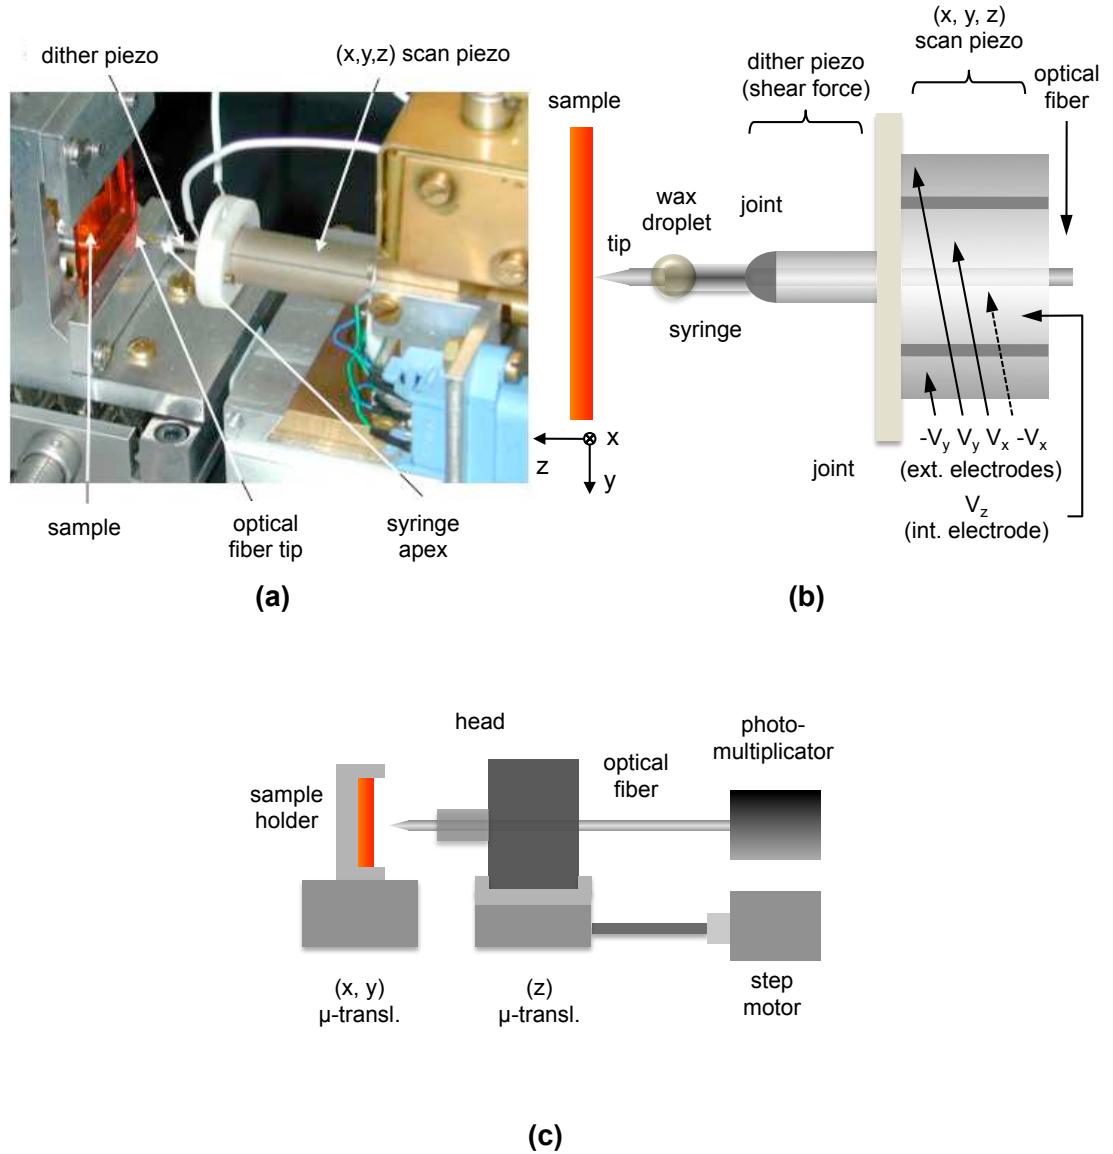 dither piezo
(x,y,z) scan piezo
sample
optical
fiber tip
syringe
apex
(a)
(x, y, z)
scan piezo
dither piezo
(shear force)
optical
fiber
sample
wax
droplet
joint
tip
syringe
x
z
y
joint
-Vy Vy Vx -Vx
(ext. electrodes)
Vz
(int. electrode)
(b)
head
photo-
multiplicator
optical
fiber
sample
holder
(x, y)
µ-transl.
(z)
µ-transl.
step
motor
(c)